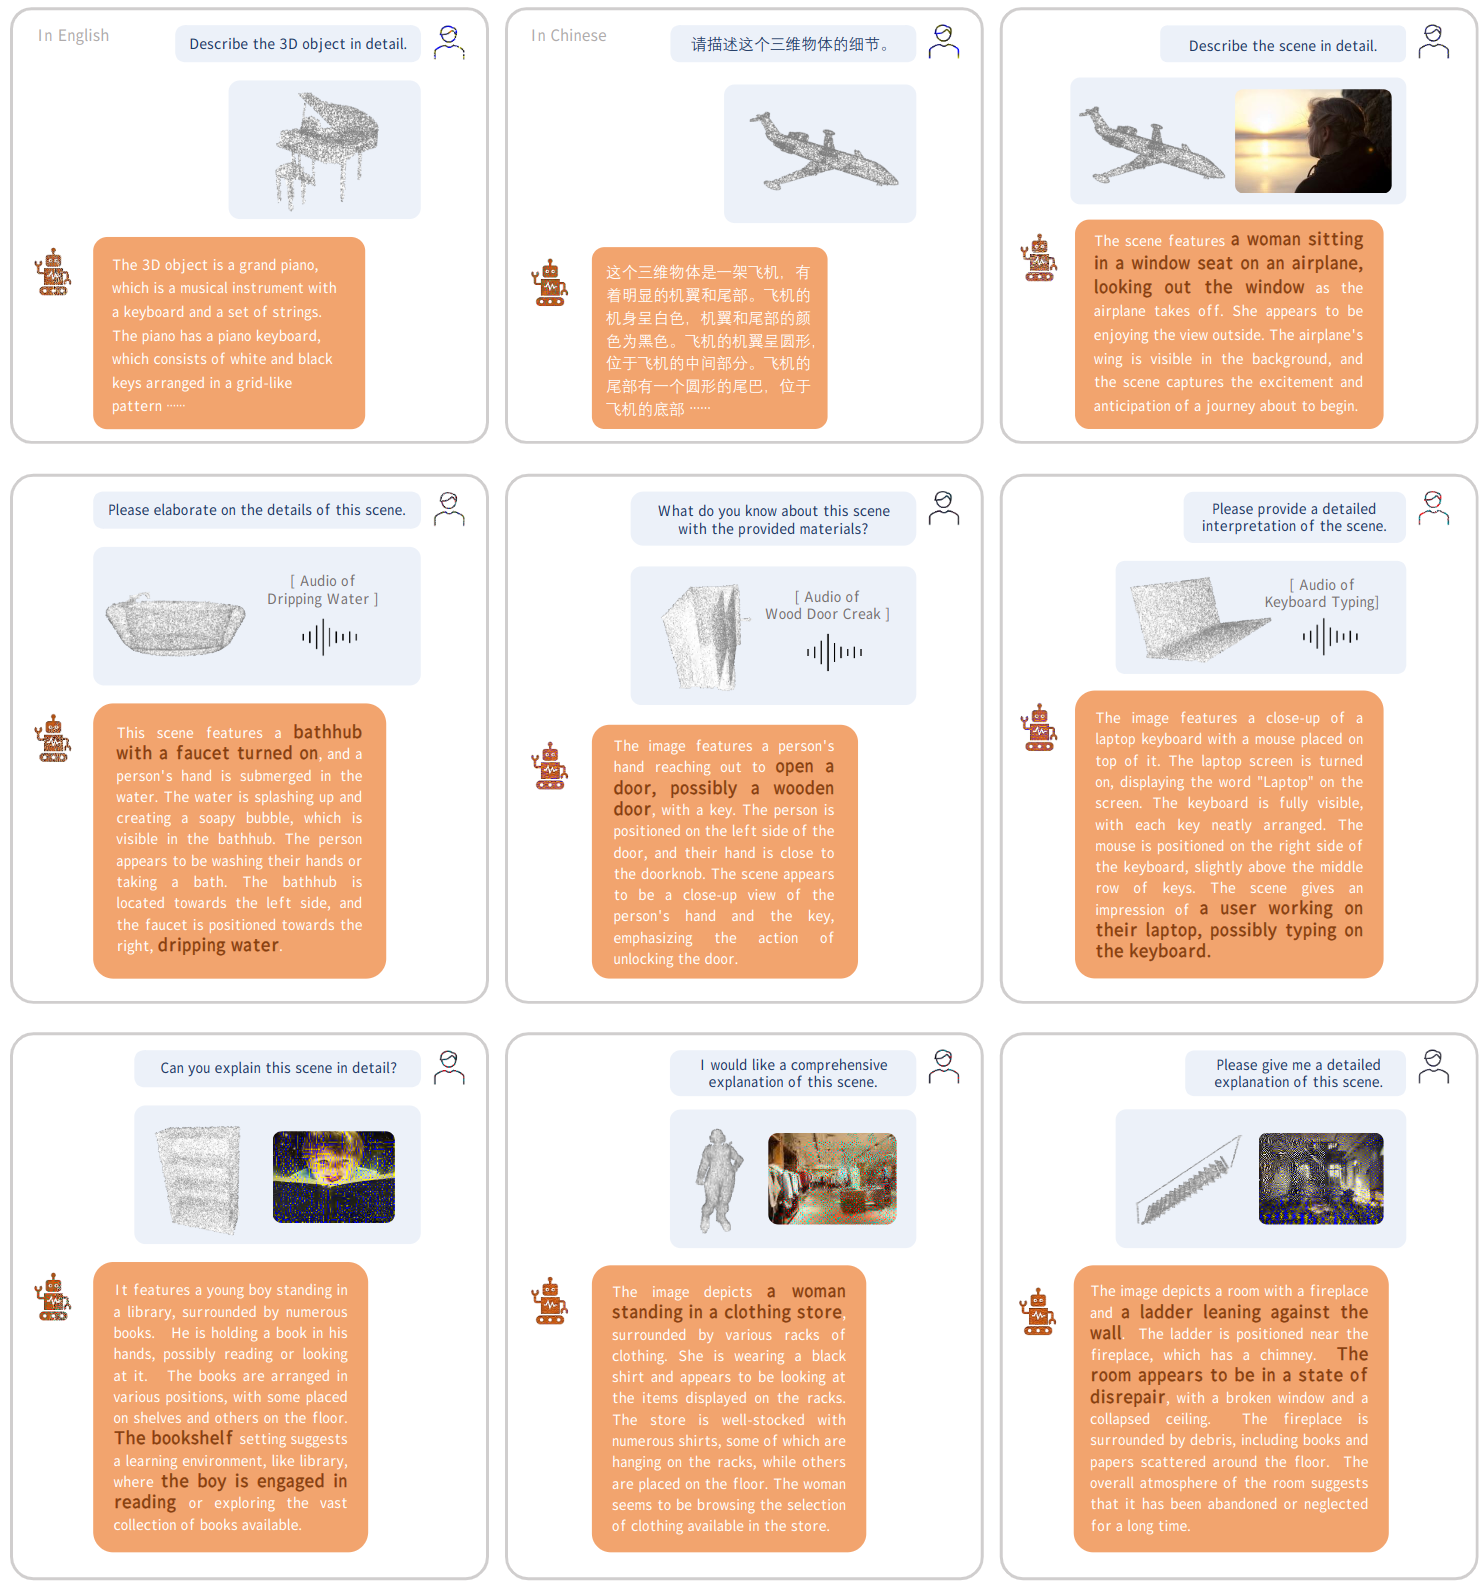 In English
Describe the 3D object in detail.
The 3D object is a grand piano,
which is a musical instrument with
a keyboard and a set of strings.
The piano has a piano keyboard,
which consists of white and black
keys arranged in a grid-like
pattern ······
In Chinese
请描述这个三维物体的细节。
这个三维物体是一架飞机，有
着明显的机翼和尾部。飞机的
机身呈白色，机翼和尾部的颜
色为黑色。飞机的机翼呈圆形，
位于飞机的中间部分。飞机的
尾部有一个圆形的尾巴，位于
飞机的底部 ······
Describe the scene in detail.
The scene features a woman sitting
in a window seat on an airplane,
looking out the window as the
airplane takes off. She appears to be
enjoying the view outside. The airplane's
wing is visible in the background, and
the scene captures the excitement and
anticipation of a journey about to begin.
Please elaborate on the details of this scene.
[ Audio of
Dripping Water ]
This scene features a bathhub
with a faucet turned on, and a
person's hand is submerged in the
water. The water is splashing up and
creating a soapy bubble, which is
visible in the bathhub. The person
appears to be washing their hands or
taking a bath. The bathhub is
located towards the left side, and
the faucet is positioned towards the
right, dripping water.
What do you know about this scene
with the provided materials?
[ Audio of
Wood Door Creak ]
The image features a person's
hand reaching out to open a
door, possibly a wooden
door, with a key. The person is
positioned on the left side of the
door, and their hand is close to
the doorknob. The scene appears
to be a close-up view of the
person's hand and the key,
emphasizing the action of
unlocking the door.
Please provide a detailed
interpretation of the scene.
[ Audio of
Keyboard Typing]
The image features a close-up of a
laptop keyboard with a mouse placed on
top of it. The laptop screen is turned
on, displaying the word "Laptop" on the
screen. The keyboard is fully visible,
with each key neatly arranged. The
mouse is positioned on the right side of
the keyboard, slightly above the middle
row of keys. The scene gives an
impression of a user working on
their laptop, possibly typing on
the keyboard.
Can you explain this scene in detail?
It features a young boy standing in
a library, surrounded by numerous
books. He is holding a book in his
hands, possibly reading or looking
at it. The books are arranged in
various positions, with some placed
on shelves and others on the floor.
The bookshelf setting suggests
a learning environment, like library,
where the boy is engaged in
reading or exploring the vast
collection of books available.
I would like a comprehensive
explanation of this scene.
The image depicts a woman
standing in a clothing store,
surrounded by various racks of
clothing. She is wearing a black
shirt and appears to be looking at
the items displayed on the racks.
The store is well-stocked with
numerous shirts, some of which are
hanging on the racks, while others
are placed on the floor. The woman
seems to be browsing the selection
of clothing available in the store.
Please give me a detailed
explanation of this scene.
The image depicts a room with a fireplace
and a ladder leaning against the
wall. The ladder is positioned near the
fireplace, which has a chimney. The
room appears to be in a state of
disrepair, with a broken window and a
collapsed ceiling. The fireplace is
surrounded by debris, including books and
papers scattered around the floor. The
overall atmosphere of the room suggests
that it has been abandoned or neglected
for a long time.